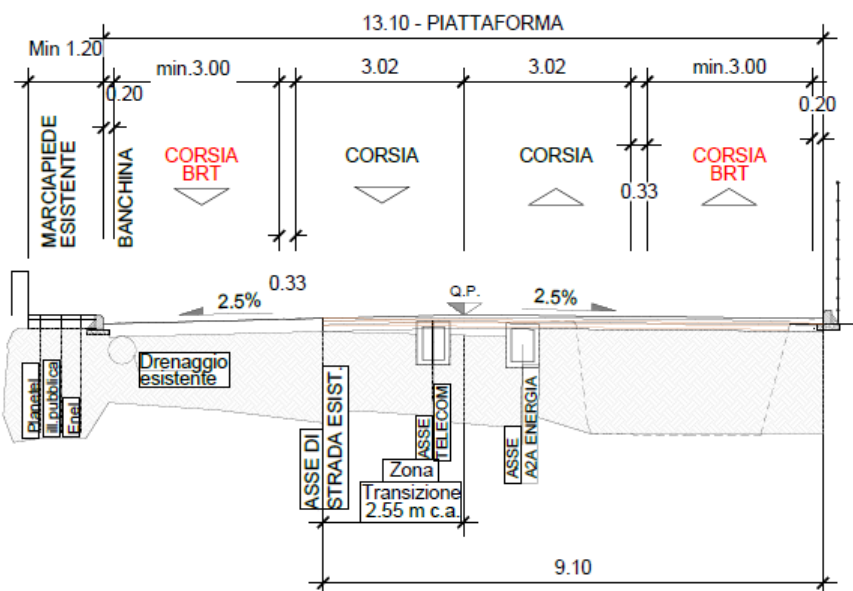 13.10 - PIATTAFORMA
Min 1.20
min.3.00
3.02
3.02
min.3.00
0.20
0.20
MARCIAPIEDE
ESISTENTE
BANCHINA
CORSIA
BRT
CORSIA
CORSIA
CORSIA
BRT
0.33
0.33
2.5%
Q.P.
2.5%
Planetel
ill.pubblica
Enel
Drenaggio
esistente
ASSE DI
STRADA ESIST.
ASSE
TELECOM
ASSE
A2A ENERGIA
Zona
Transizione
2.55 m c.a.
9.10